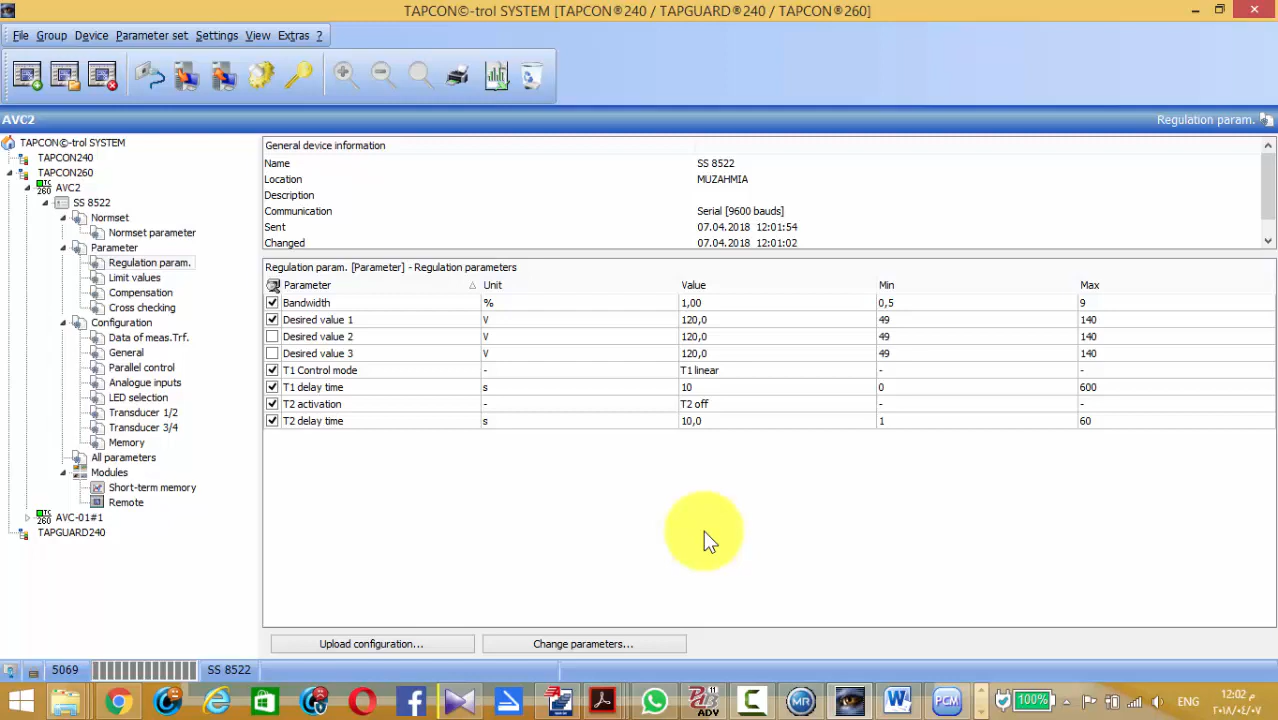 TAPCON©-trol SYSTEM [TAPCON®240 / TAPGUARD®240 / TAPCON®260]
File Group Device Parameter set Settings View Extras ?
AVC2 Regulation param.
TAPCON©-trol SYSTEM
TAPCON240
TAPCON260
AVC2
SS 8522
Normset
Normset parameter
Parameter
Regulation param.
Limit values
Compensation
Cross checking
Configuration
Data of meas.Trf.
General
Parallel control
Analogue inputs
LED selection
Transducer 1/2
Transducer 3/4
Memory
All parameters
Modules
Short-term memory
Remote
AVC-01#1
TAPGUARD240
General device information
Name SS 8522
Location MUZAHMIA
Description
Communication Serial [9600 bauds]
Sent 07.04.2018 12:01:54
Changed 07.04.2018 12:01:02
Regulation param. [Parameter] - Regulation parameters
Parameter Unit Value Min Max
Bandwidth % 1,00 0,5 9
Desired value 1 V 120,0 49 140
Desired value 2 V 120,0 49 140
Desired value 3 V 120,0 49 140
T1 Control mode - T1 linear - -
T1 delay time s 10 0 600
T2 activation - T2 off - -
T2 delay time s 10,0 1 60
Upload configuration... Change parameters...
5069 SS 8522
ADV MR W PCM 100% ENG
12:02 م
٢٠١٨/٠٤/٠٧